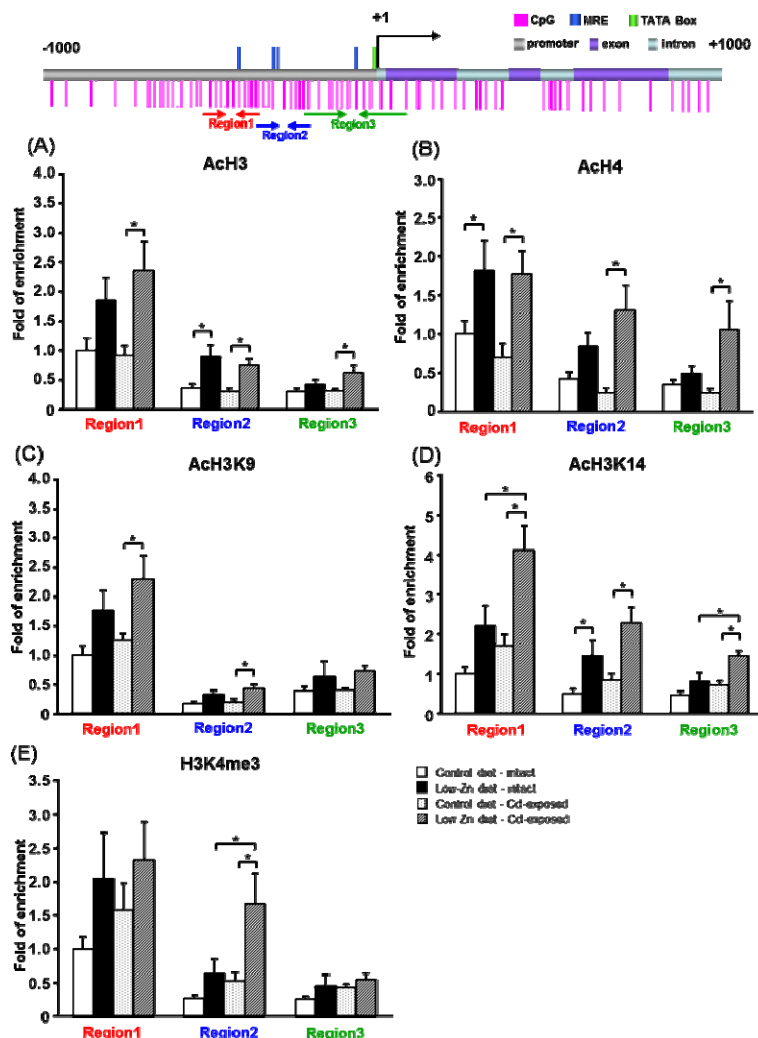 +1
CpG MRE TATA Box
-1000
promoter exon intron +1000
Region1
Region2
Region3
(A)
AcH3
Fold of enrichment
4.0
3.5
3.0
2.5
2.0
1.5
1.0
0.5
0
* * * *
Region1 Region2 Region3
(B)
AcH4
Fold of enrichment
3.0
2.5
2.0
1.5
1.0
0.5
0
* * * *
Region1 Region2 Region3
(C)
AcH3K9
Fold of enrichment
4.0
3.5
3.0
2.5
2.0
1.5
1.0
0.5
0
* *
Region1 Region2 Region3
(D)
AcH3K14
Fold of enrichment
6
5
4
3
2
1
0
* * * * * *
Region1 Region2 Region3
(E)
H3K4me3
Fold of enrichment
3.5
3.0
2.5
2.0
1.5
1.0
0.5
0
* *
Region1 Region2 Region3
Control diet - intact
Low-Zn diet - intact
Control diet - Cd-exposed
Low Zn diet - Cd-exposed